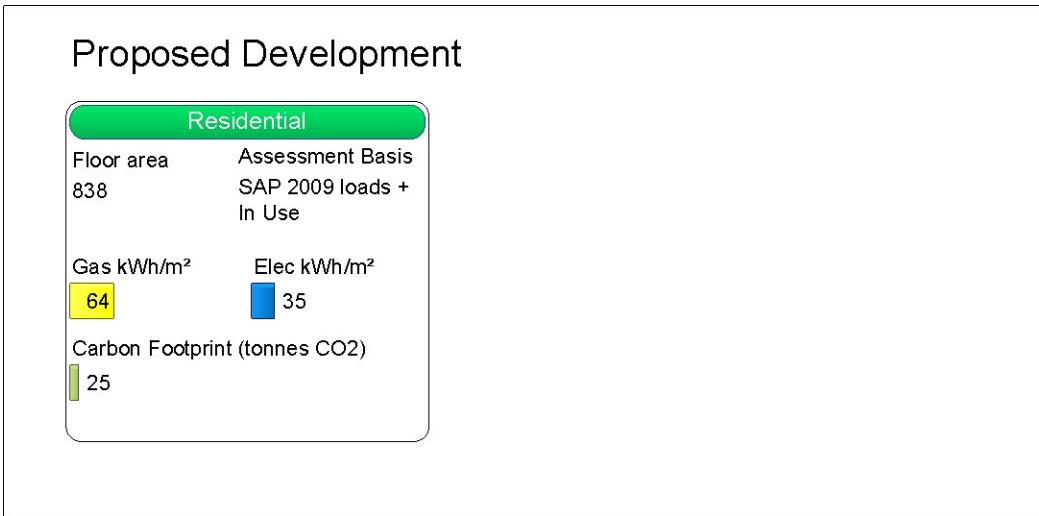 Proposed Development
Residential
Floor area
838
Assessment Basis
SAP 2009 loads +
In Use
Gas kWh/m²
64
Elec kWh/m²
35
Carbon Footprint (tonnes CO2)
25